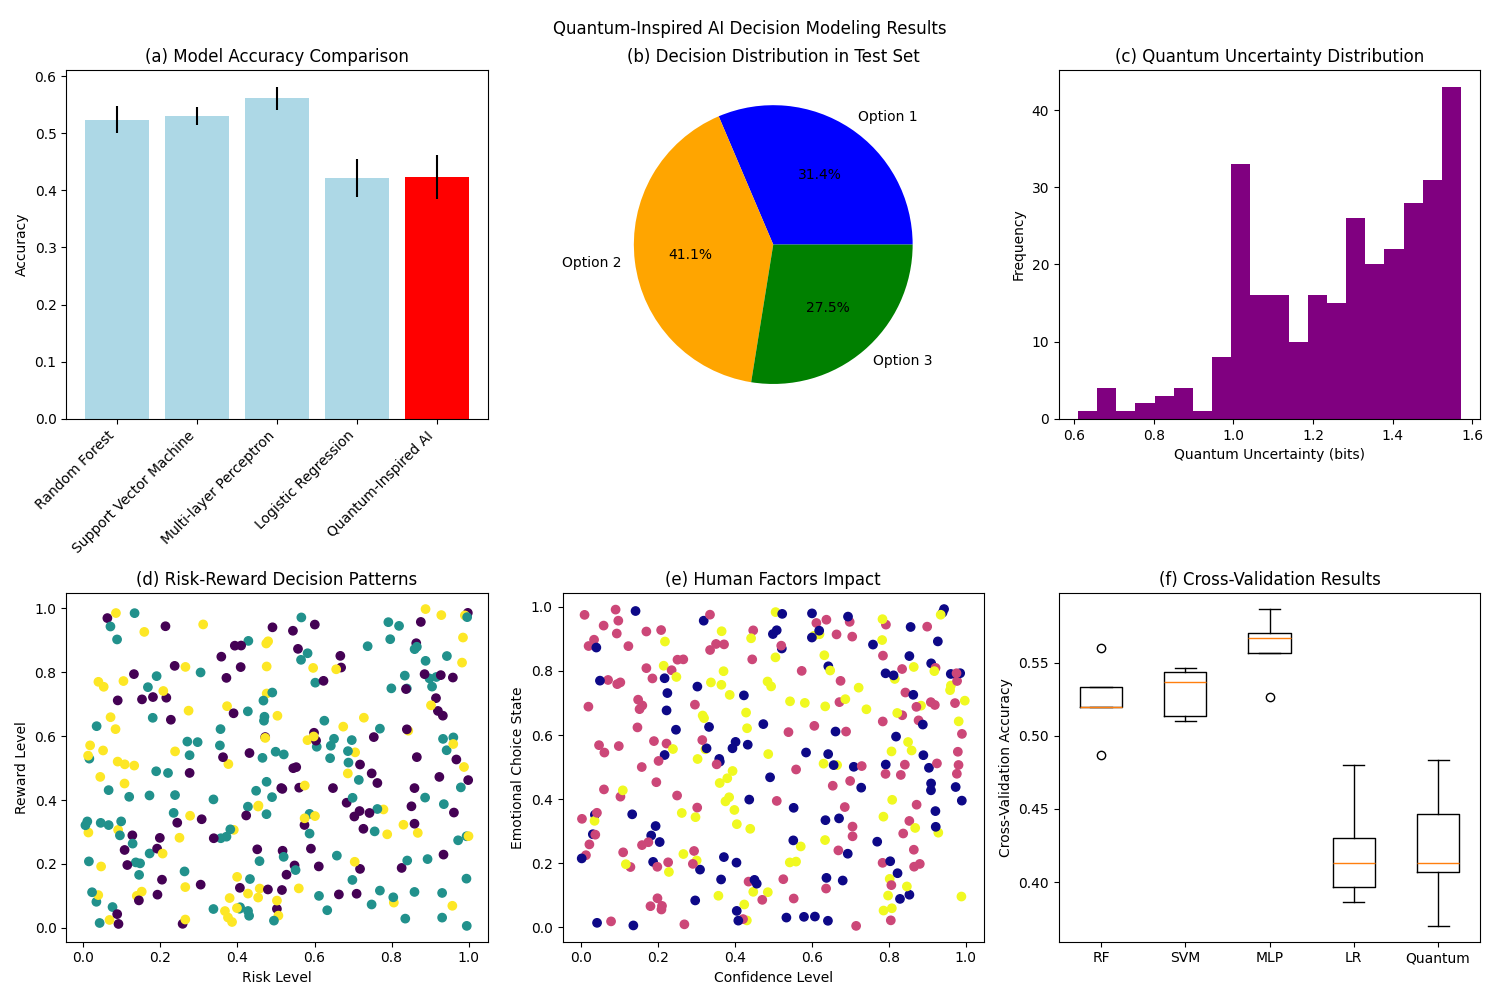 Quantum-Inspired AI Decision Modeling Results
(a) Model Accuracy Comparison
0.6
0.5
0.4
0.3
0.2
0.1
0.0
Accuracy
Random Forest
Support Vector Machine
Multi-layer Perceptron
Logistic Regression
Quantum-Inspired AI
(b) Decision Distribution in Test Set
Option 1
31.4%
Option 2
41.1%
Option 3
27.5%
(c) Quantum Uncertainty Distribution
40
30
20
10
0
Frequency
0.6 0.8 1.0 1.2 1.4 1.6
Quantum Uncertainty (bits)
(d) Risk-Reward Decision Patterns
1.0
0.8
0.6
0.4
0.2
0.0
Reward Level
0.0 0.2 0.4 0.6 0.8 1.0
Risk Level
(e) Human Factors Impact
1.0
0.8
0.6
0.4
0.2
0.0
Emotional Choice State
0.0 0.2 0.4 0.6 0.8 1.0
Confidence Level
(f) Cross-Validation Results
0.55
0.50
0.45
0.40
Cross-Validation Accuracy
RF SVM MLP LR Quantum